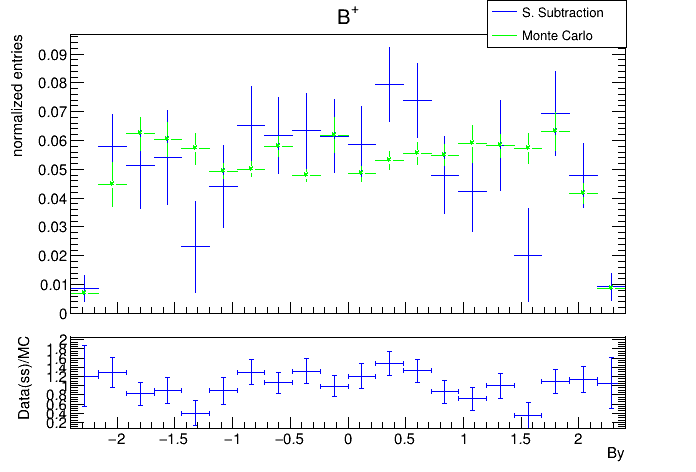 B+
S. Subtraction
Monte Carlo
normalized entries
0.09
0.08
0.07
0.06
0.05
0.04
0.03
0.02
0.01
0
Data(ss)/MC
2
1.8
1.6
1.4
1.2
1
0.8
0.6
0.4
0.2
−2 −1.5 −1 −0.5 0 0.5 1 1.5 2
By